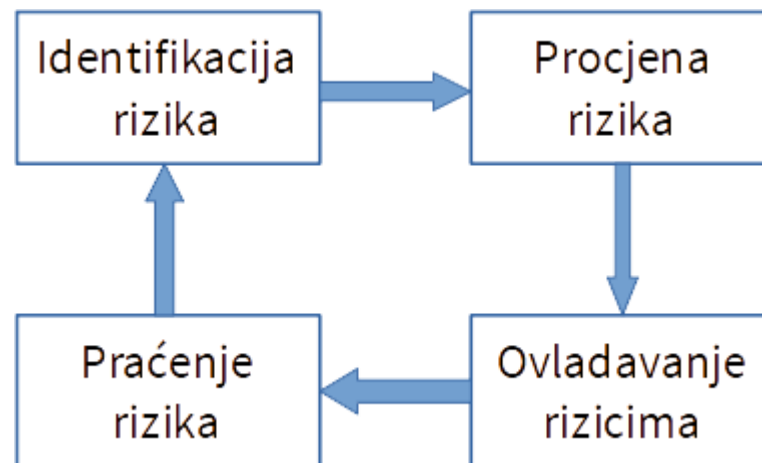 Identifikacija
rizika
Procjena
rizika
Praćenje
rizika
Ovladavanje
rizicima